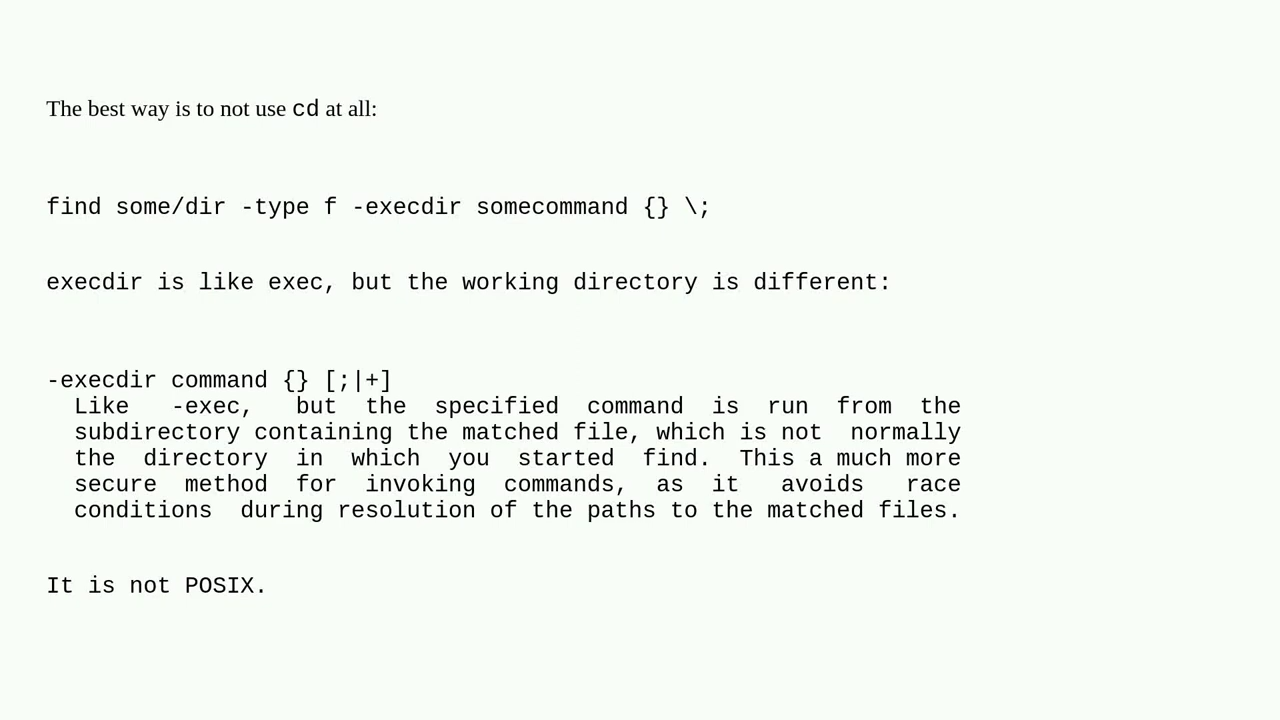 The best way is to not use cd at all:
find some/dir -type f -execdir somecommand {} \;
execdir is like exec, but the working directory is different:
-execdir command {} [;|+]
Like   -exec,   but  the  specified  command  is  run  from  the
subdirectory containing the matched file, which is not  normally
the  directory  in  which  you  started  find.  This a much more
secure  method  for  invoking  commands,  as  it   avoids   race
conditions  during resolution of the paths to the matched files.
It is not POSIX.